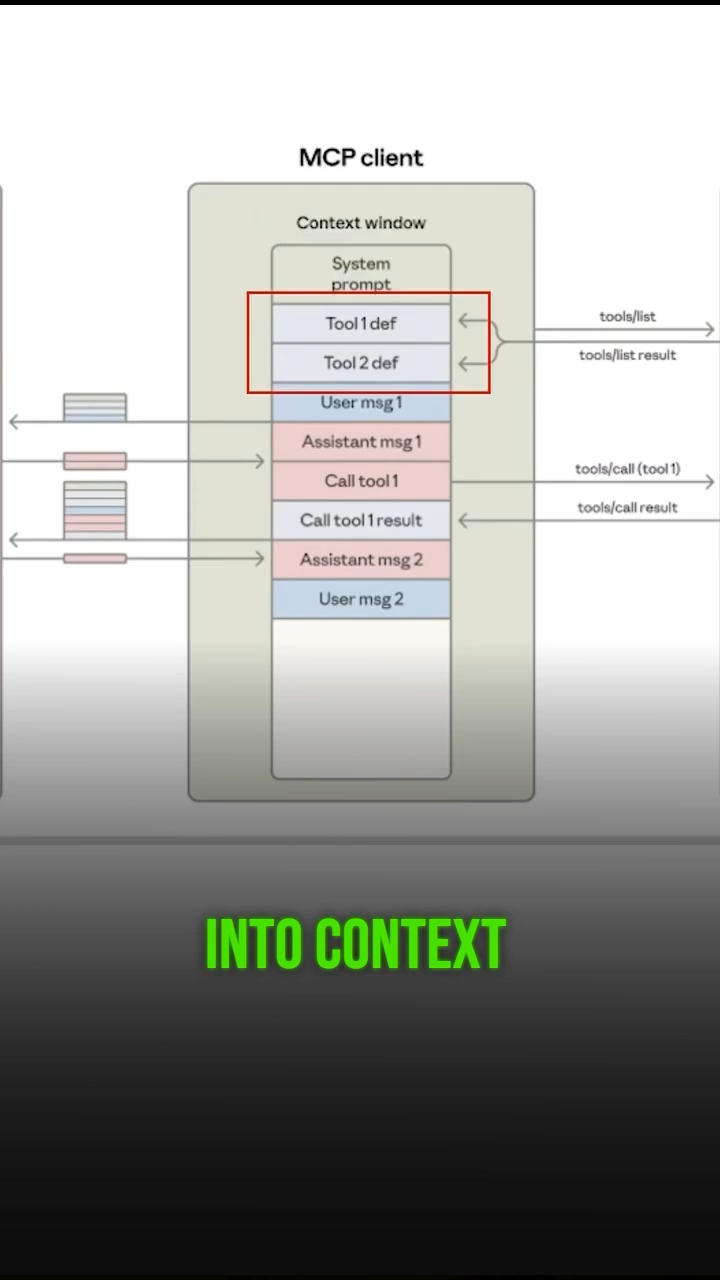 MCP client
Context window
System
prompt
Tool 1 def
Tool 2 def
User msg 1
Assistant msg 1
Call tool 1
Call tool 1 result
Assistant msg 2
User msg 2
tools/list
tools/list result
tools/call (tool 1)
tools/call result
INTO CONTEXT